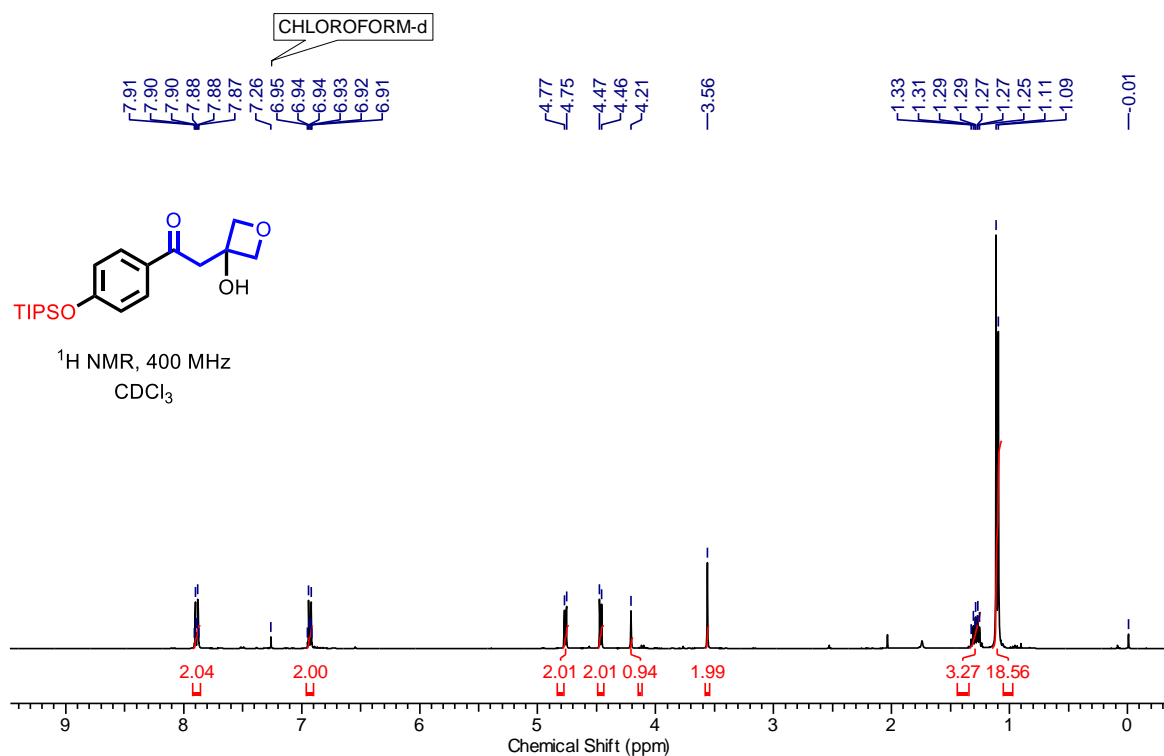 CHLOROFORM-d
7.91
7.90
7.90
7.88
7.88
7.87
7.26
6.95
6.94
6.94
6.93
6.92
6.91
4.77
4.75
4.47
4.46
4.21
3.56
1.33
1.31
1.29
1.29
1.27
1.27
1.25
1.11
1.09
-0.01
O
O
OH
TIPSO
¹H NMR, 400 MHz
CDCl₃
2.04 2.00 2.01 2.01 0.94 1.99 3.27 18.56
9 8 7 6 5 4 3 2 1 0
Chemical Shift (ppm)